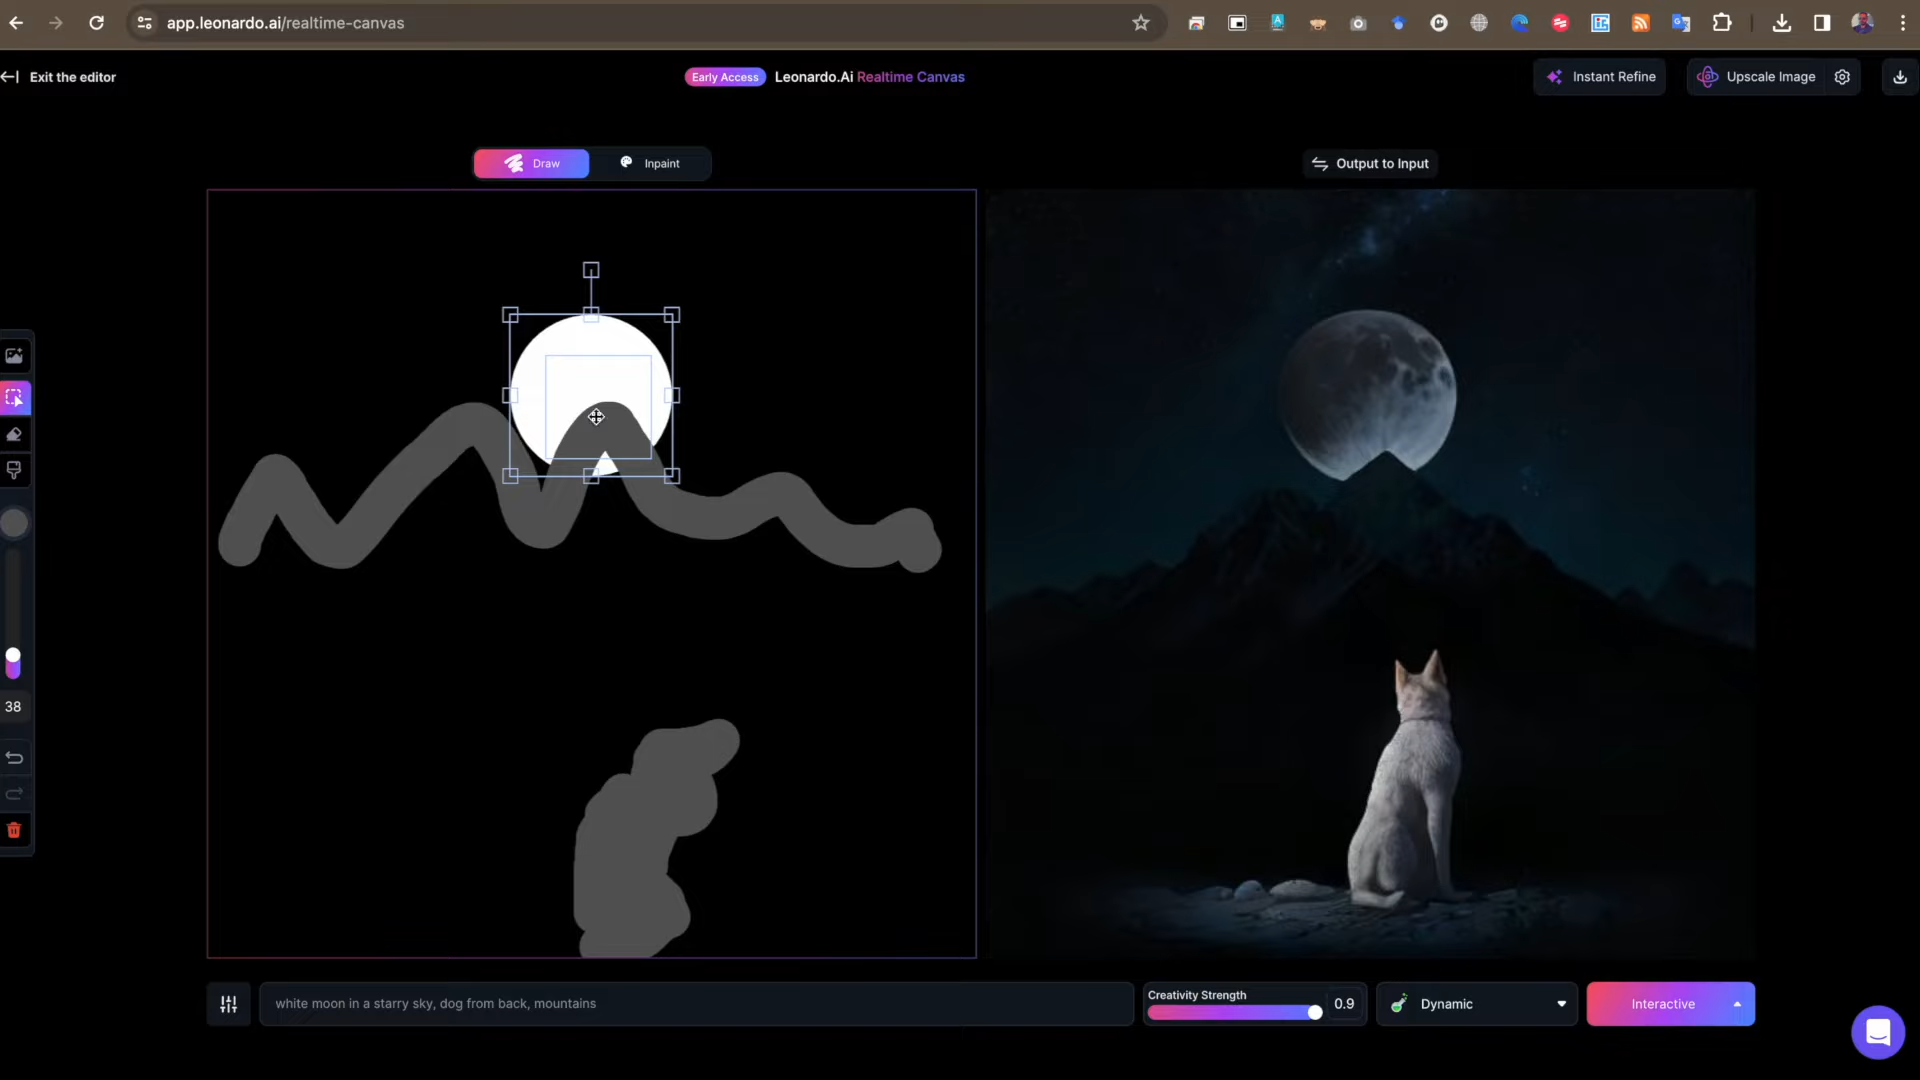 app.leonardo.ai/realtime-canvas
Exit the editor
Early Access Leonardo.Ai Realtime Canvas
Instant Refine
Upscale Image
Draw
Inpaint
Output to Input
38
white moon in a starry sky, dog from back, mountains
Creativity Strength
0.9
Dynamic
Interactive